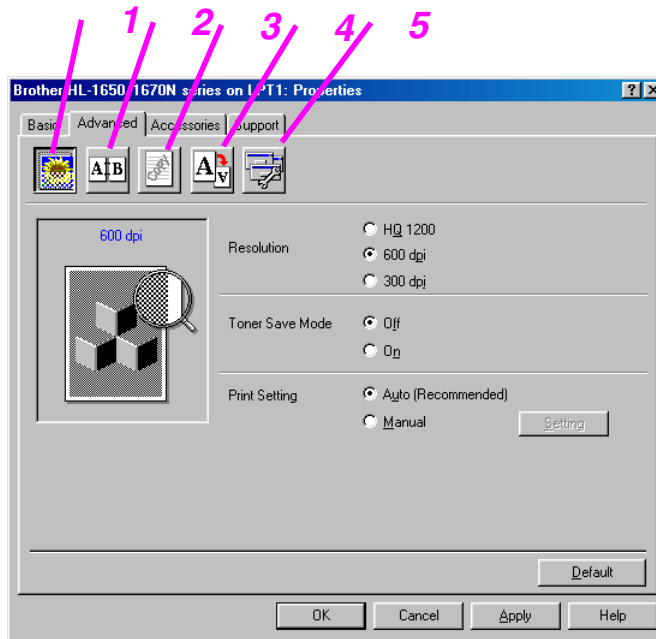 1 2 3 4 5
Brother HL-1650/1670N series on LPT1: Properties
Basic Advanced Accessories Support
A B Copy A A
600 dpi
Resolution
HQ 1200
600 dpi
300 dpi
Toner Save Mode
Off
On
Print Setting
Auto (Recommended)
Manual
Setting
Default
OK Cancel Apply Help